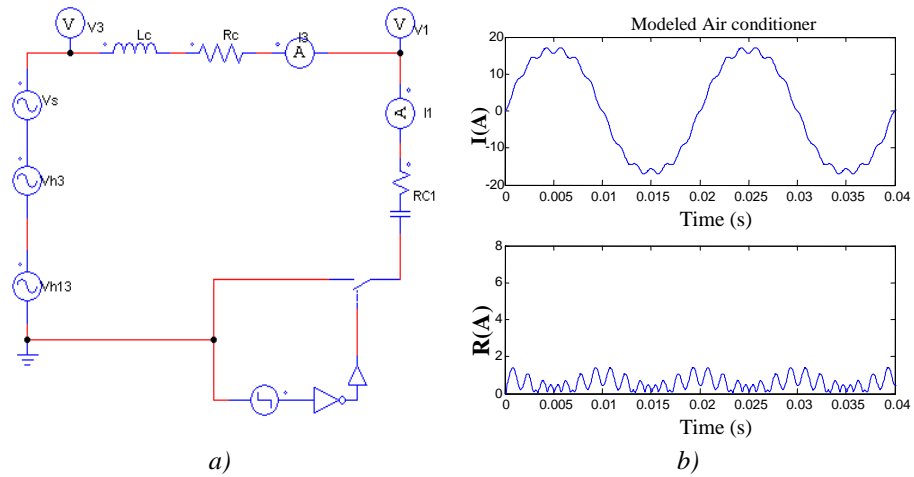 V
V3
Lc
Rc
I3
A
V
V1
Vs
A
I1
Vh3
RC1
Vh13
a)
Modeled Air conditioner
I(A)
20
10
0
-10
-20
0
0.005
0.01
0.015
0.02
0.025
0.03
0.035
0.04
Time (s)
R(A)
8
6
4
2
0
0
0.005
0.01
0.015
0.02
0.025
0.03
0.035
0.04
Time (s)
b)